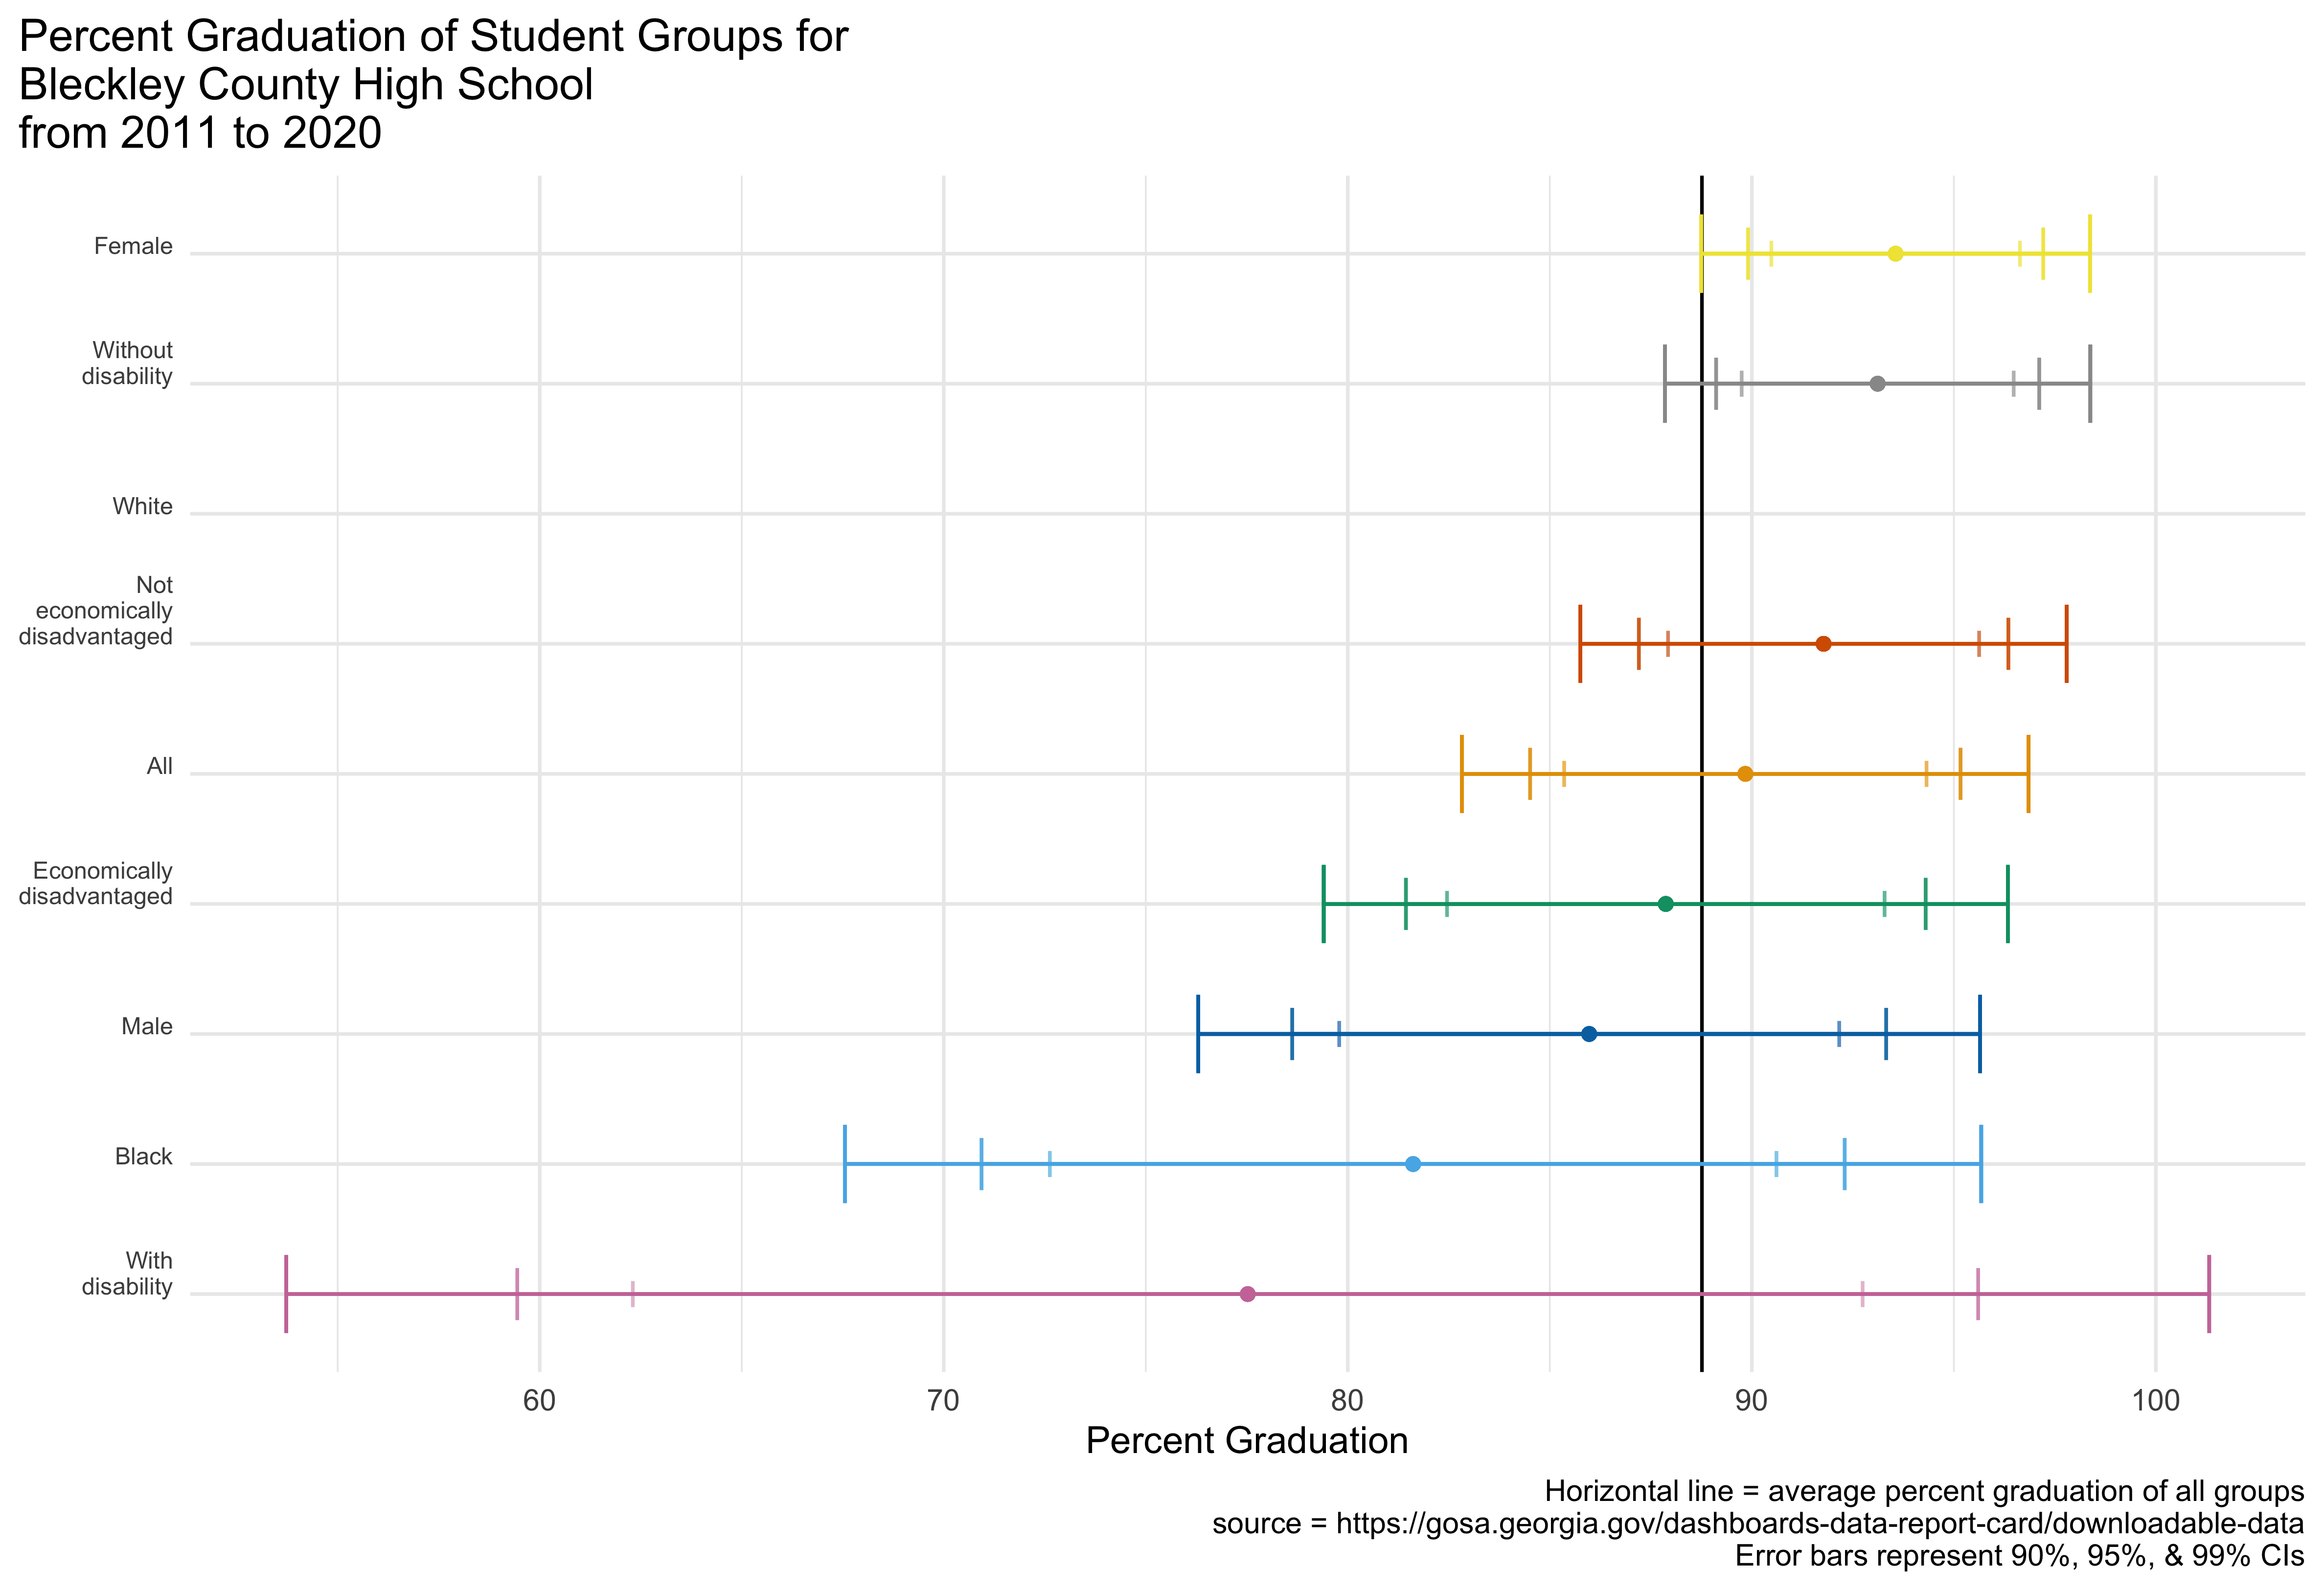 Percent Graduation of Student Groups for
Bleckley County High School
from 2011 to 2020
Female
Without
disability
White
Not
economically
disadvantaged
All
Economically
disadvantaged
Male
Black
With
disability
60 70 80 90 100
Percent Graduation
Horizontal line = average percent graduation of all groups
source = https://gosa.georgia.gov/dashboards-data-report-card/downloadable-data
Error bars represent 90%, 95%, & 99% CIs